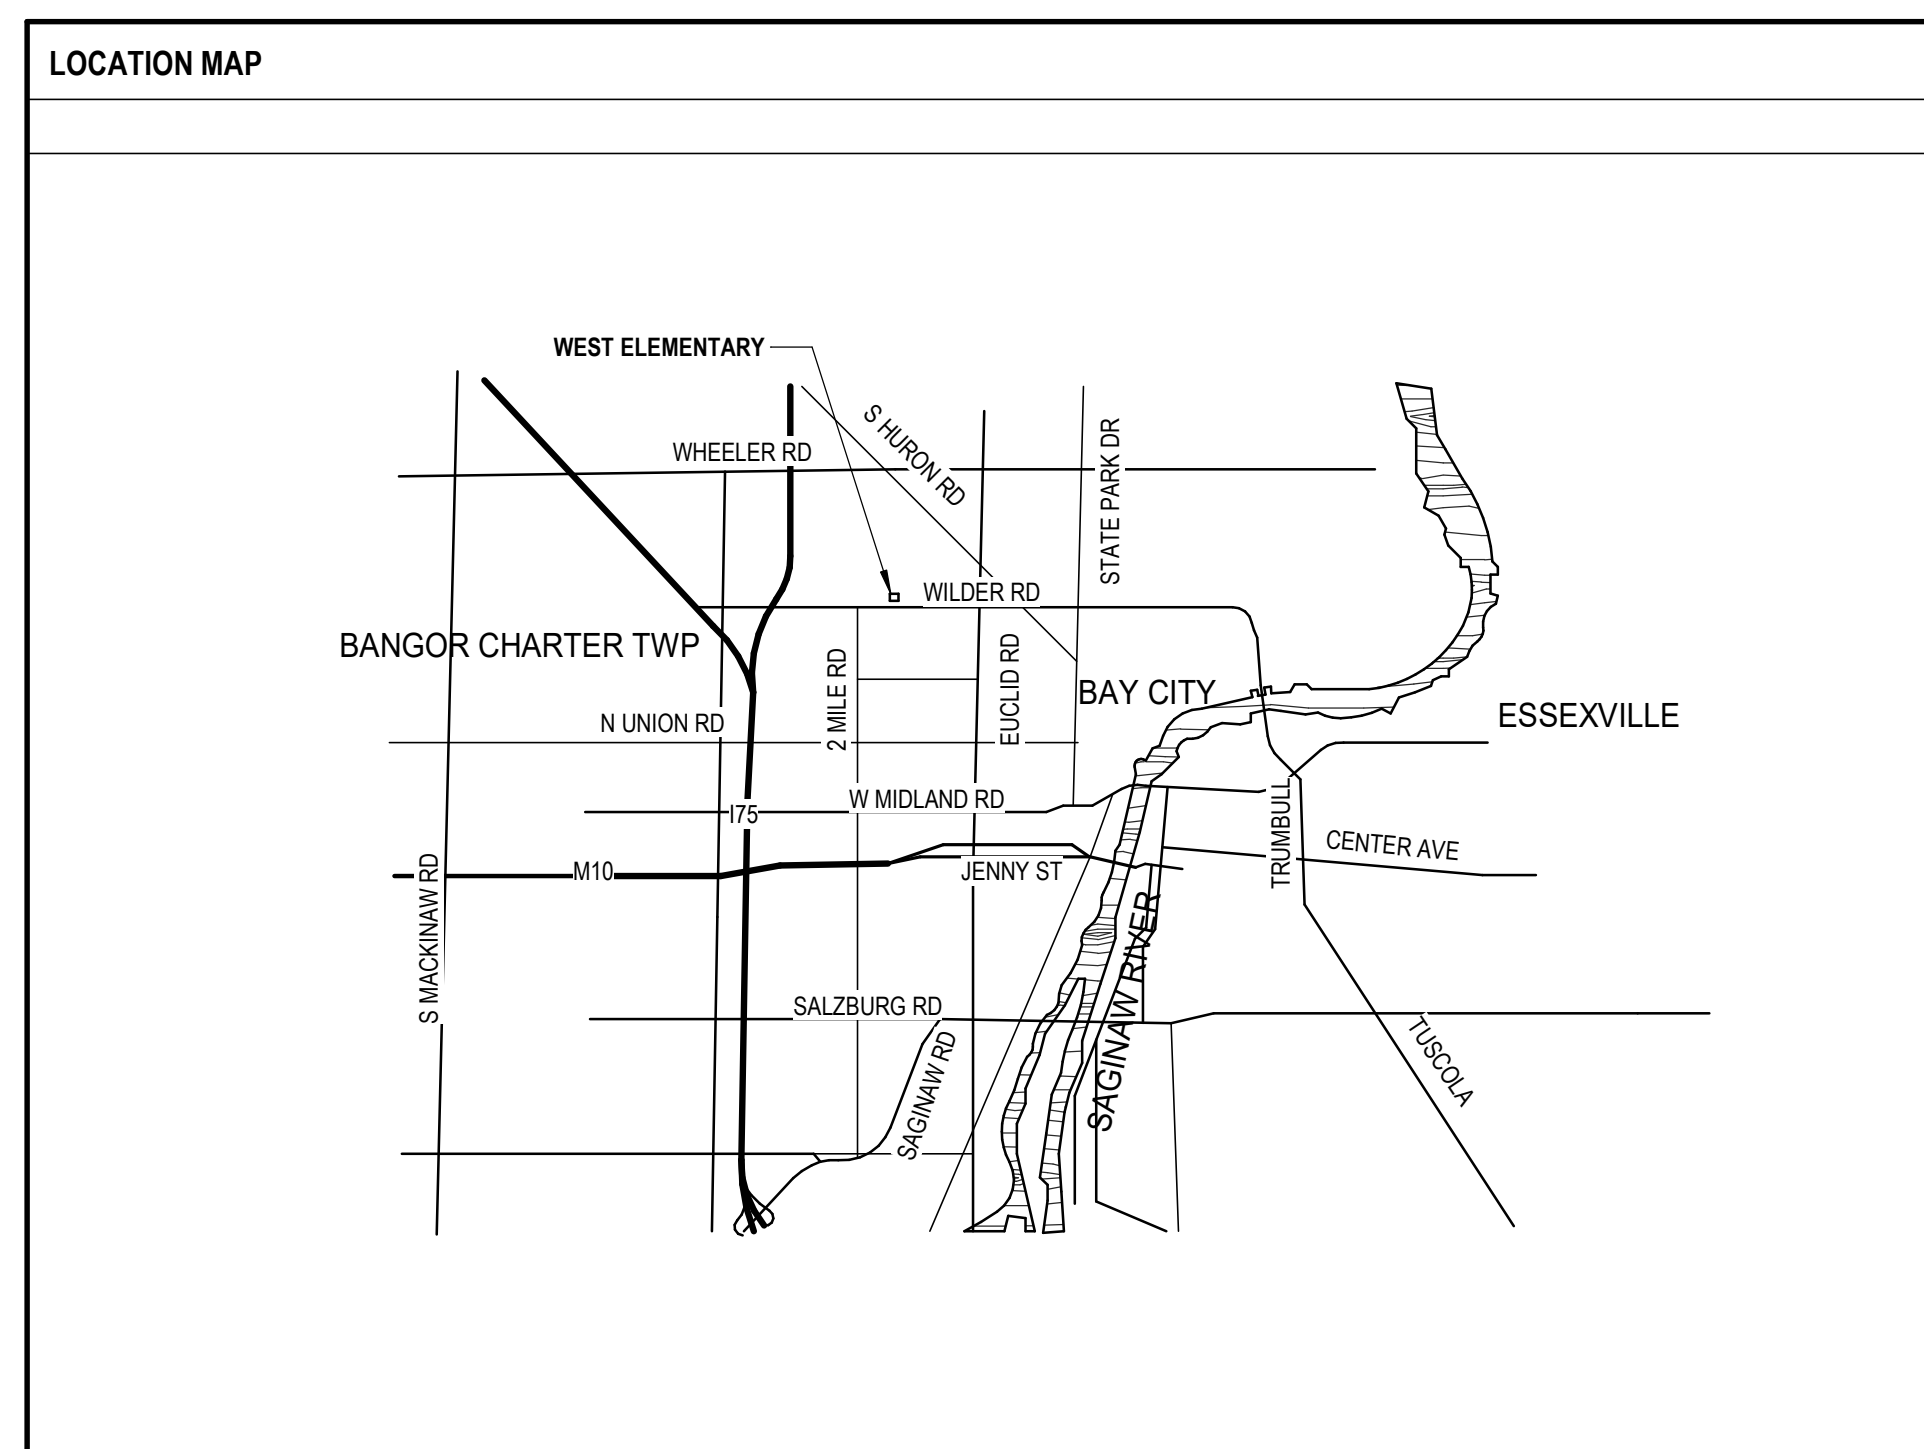 LOCATION MAP
WEST ELEMENTARY
S HURON RD
WHEELER RD
STATE PARK DR
WILDER RD
BANGOR CHARTER TWP
2 MILE RD
EUCLID RD
BAY CITY
ESSEXVILLE
N UNION RD
W MIDLAND RD
I75
TRUMBULL
CENTER AVE
M10
JENNY ST
S MACKINAW RD
SAGINAW RIVER
SALZBURG RD
SAGINAW RD
TUSCOLA